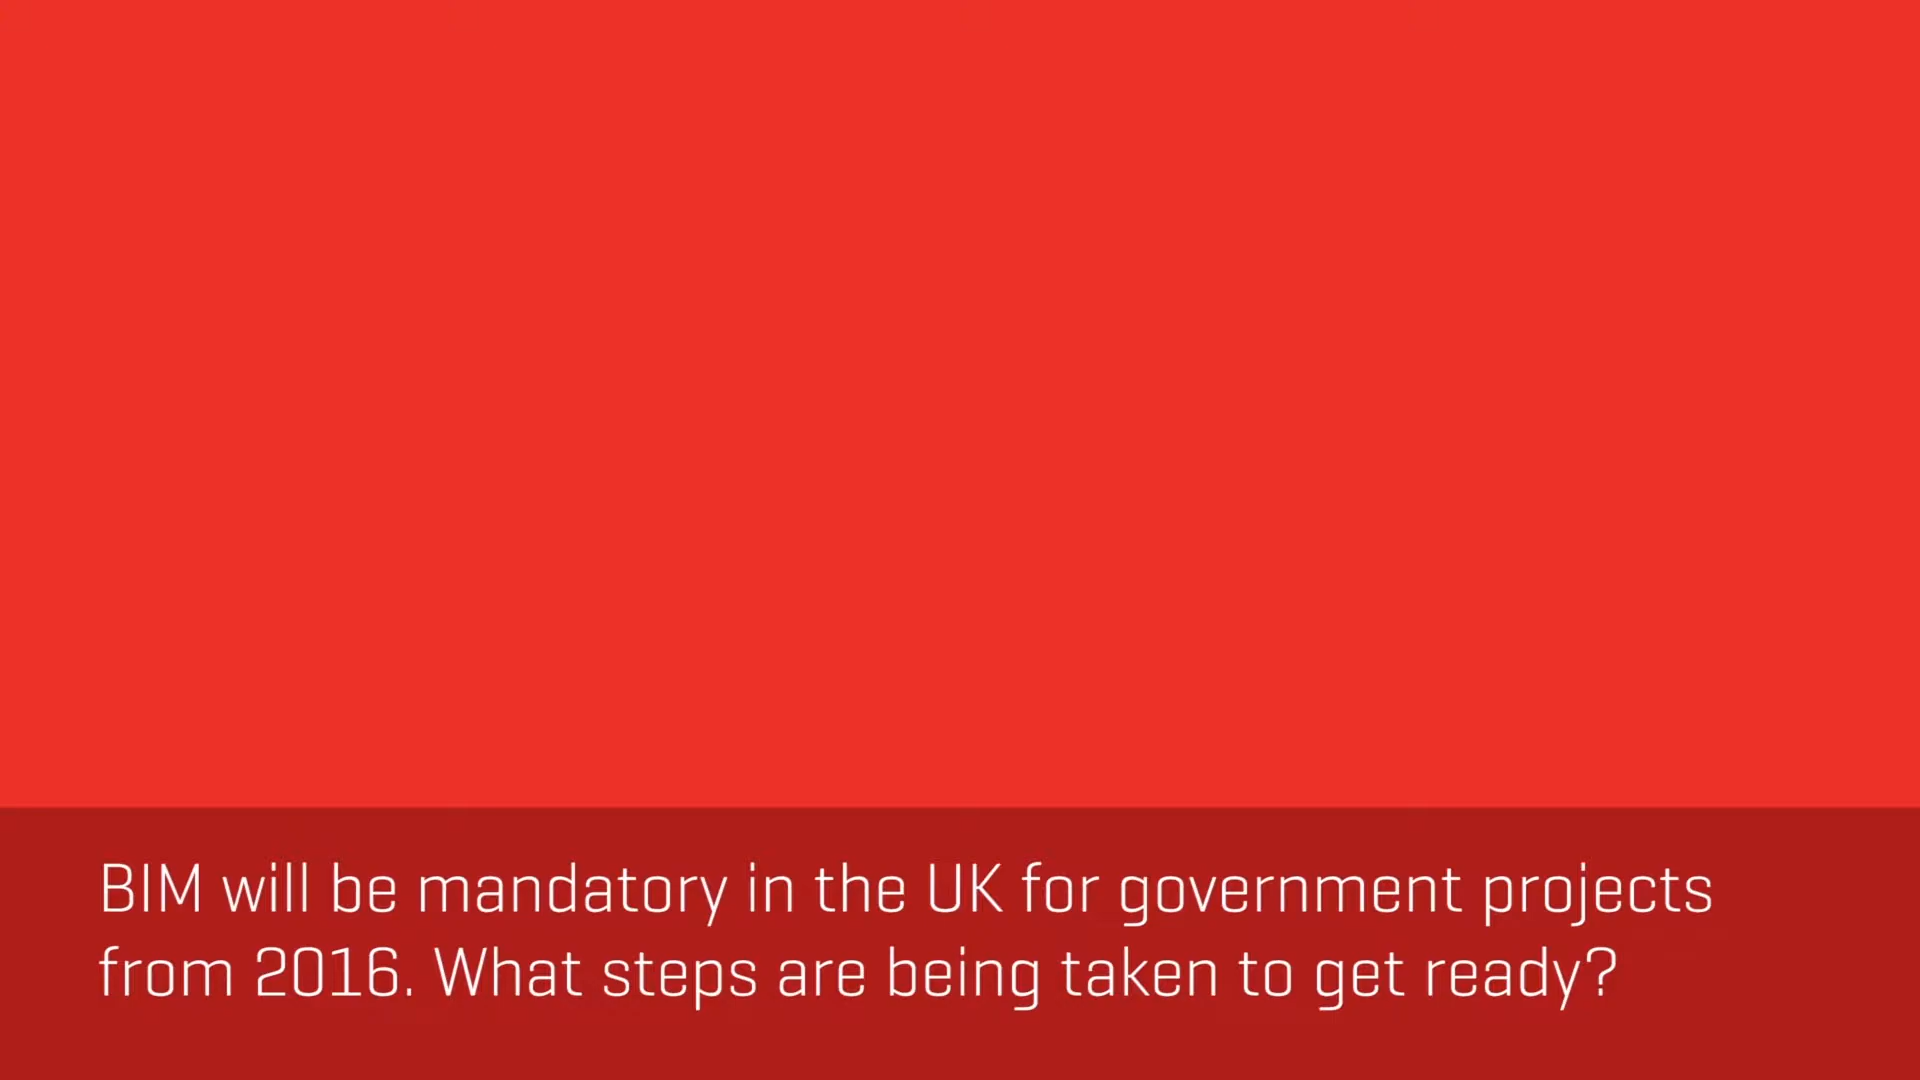 BIM will be mandatory in the UK for government projects
from 2016. What steps are being taken to get ready?